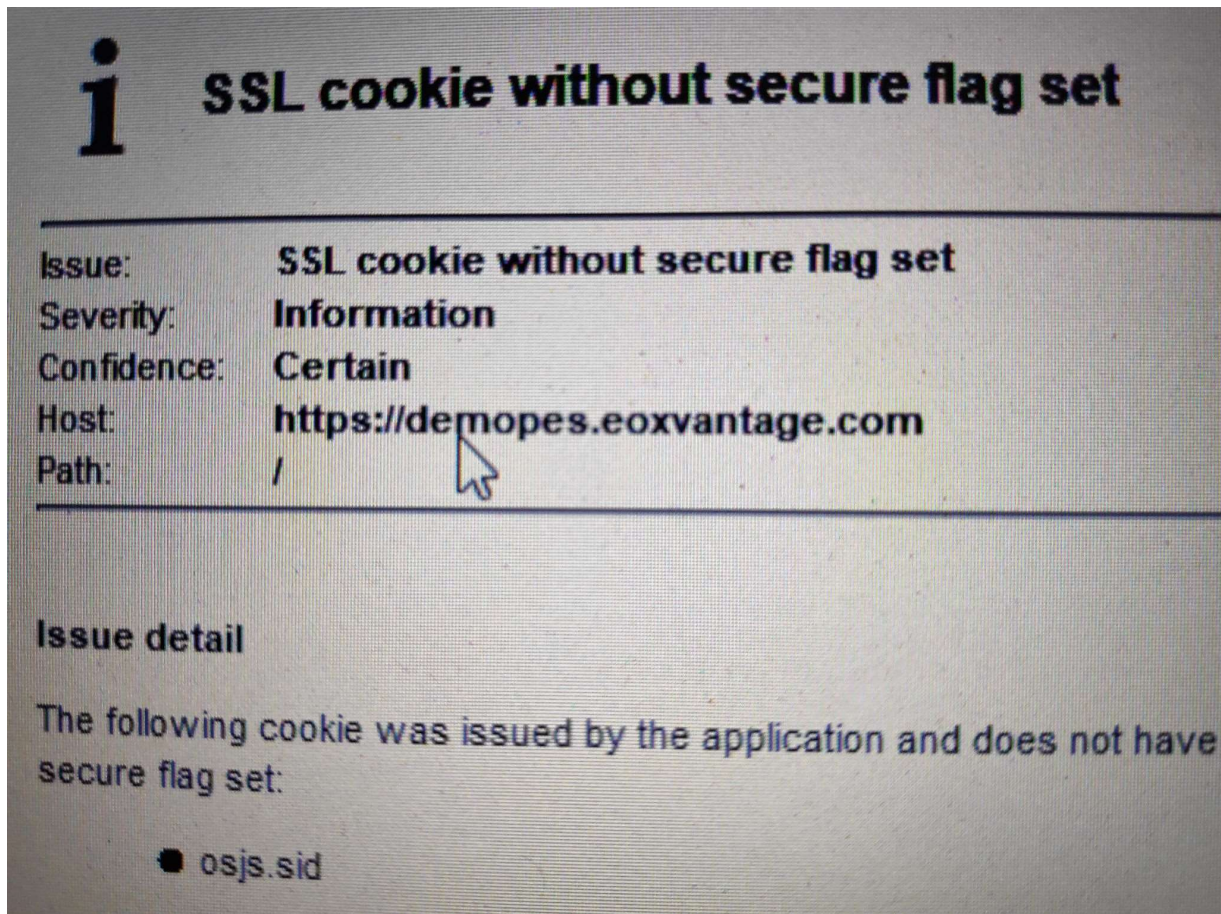 i
SSL cookie without secure flag set
Issue: SSL cookie without secure flag set
Severity: Information
Confidence: Certain
Host: https://demopes.eoxvantage.com
Path: /
Issue detail
The following cookie was issued by the application and does not have
secure flag set:
osjs.sid